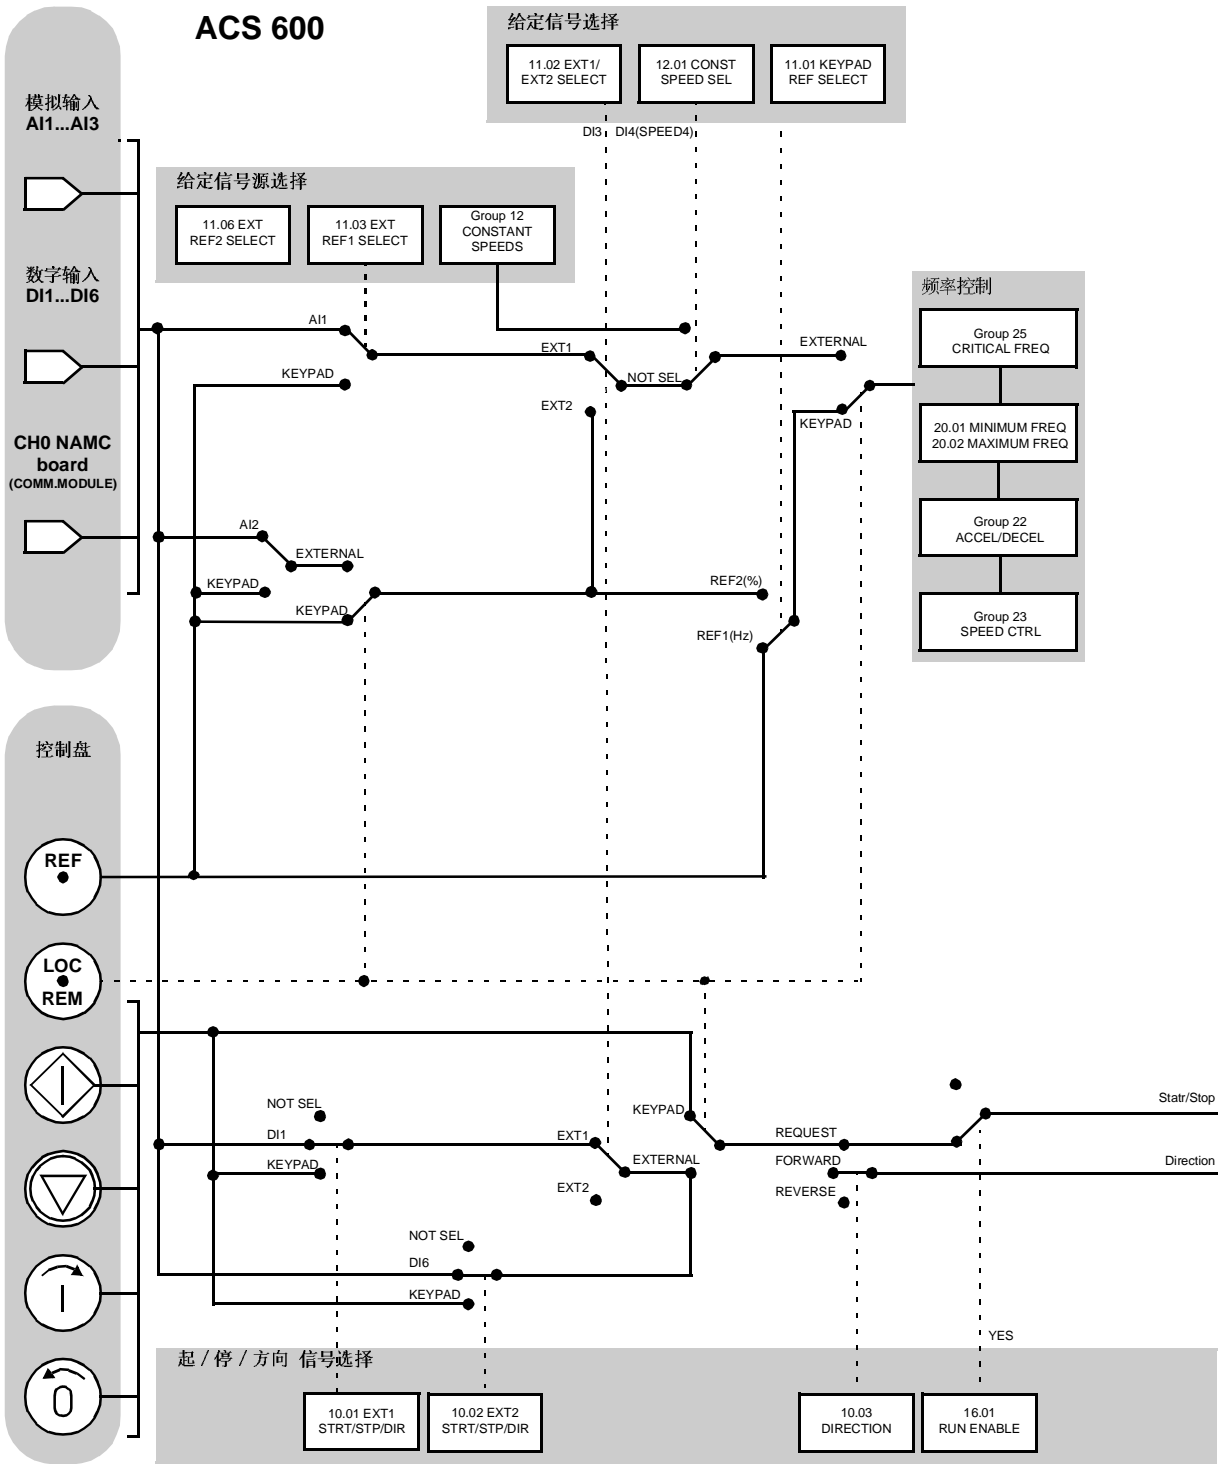 ACS 600
给定信号选择
11.02 EXT1/
EXT2 SELECT
12.01 CONST
SPEED SEL
11.01 KEYPAD
REF SELECT
模拟输入
AI1...AI3
DI3
DI4(SPEED4)
给定信号源选择
11.06 EXT
REF2 SELECT
11.03 EXT
REF1 SELECT
Group 12
CONSTANT
SPEEDS
数字输入
DI1...DI6
频率控制
AI1
EXT1
EXTERNAL
Group 25
CRITICAL FREQ
KEYPAD
NOT SEL
EXT2
KEYPAD
20.01 MINIMUM FREQ
20.02 MAXIMUM FREQ
CH0 NAMC
board
(COMM.MODULE)
AI2
EXTERNAL
Group 22
ACCEL/DECEL
KEYPAD
KEYPAD
REF2(%)
REF1(Hz)
Group 23
SPEED CTRL
控制盘
REF
LOC
REM
NOT SEL
KEYPAD
Statr/Stop
DI1
EXT1
REQUEST
KEYPAD
EXTERNAL
FORWARD
Direction
EXT2
REVERSE
NOT SEL
DI6
KEYPAD
YES
起/停/方向 信号选择
10.01 EXT1
STRT/STP/DIR
10.02 EXT2
STRT/STP/DIR
10.03
DIRECTION
16.01
RUN ENABLE